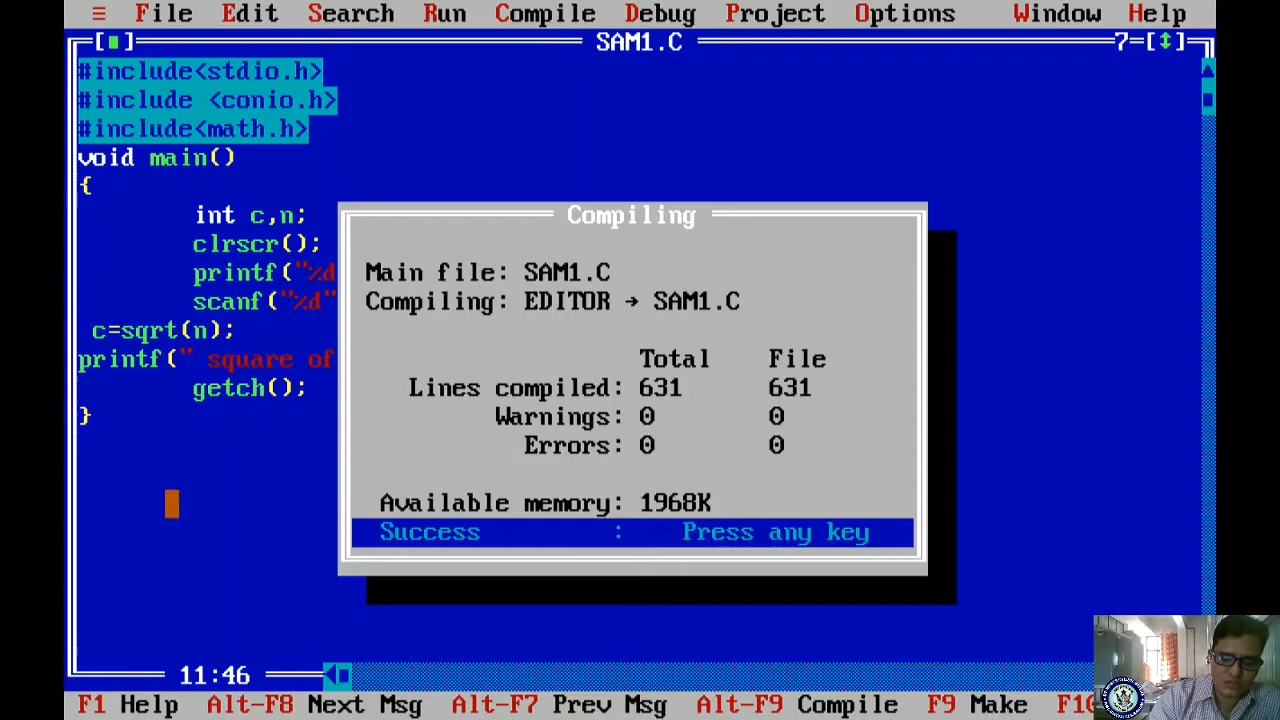 ≡ File Edit Search Run Compile Debug Project Options Window Help
SAM1.C 7=[↕]
#include<stdio.h>
#include <conio.h>
#include<math.h>
void main()
{
int c,n;
clrscr();
printf("%d
scanf("%d"
c=sqrt(n);
printf(" square of
getch();
}
Compiling
Main file: SAM1.C
Compiling: EDITOR → SAM1.C
Total File
Lines compiled: 631 631
Warnings: 0 0
Errors: 0 0
Available memory: 1968K
Success : Press any key
11:46
F1 Help Alt-F8 Next Msg Alt-F7 Prev Msg Alt-F9 Compile F9 Make F10